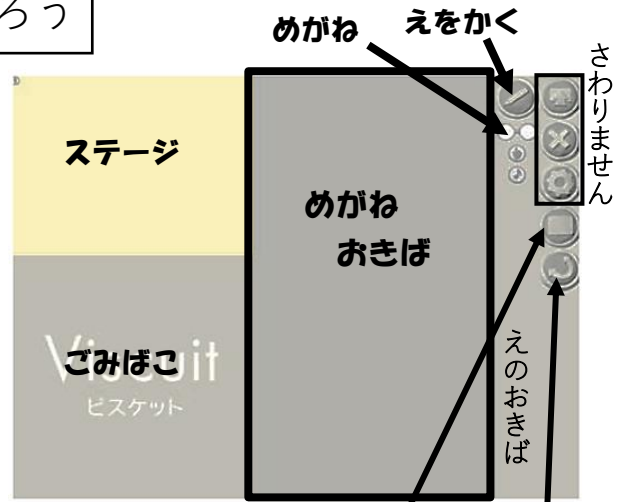 ろう
めがね
えをかく
さわりません
ステージ
めがね
おきば
ごみばこ
Viscuit
ビスケット
えのおきば